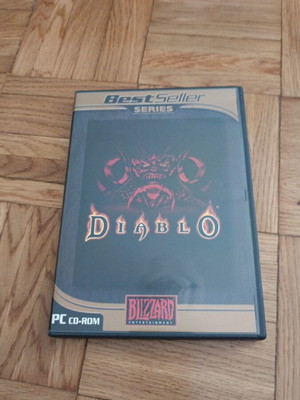 BestSeller
SERIES
DIABLO
PC CD-ROM
BLIZZARD
ENTERTAINMENT